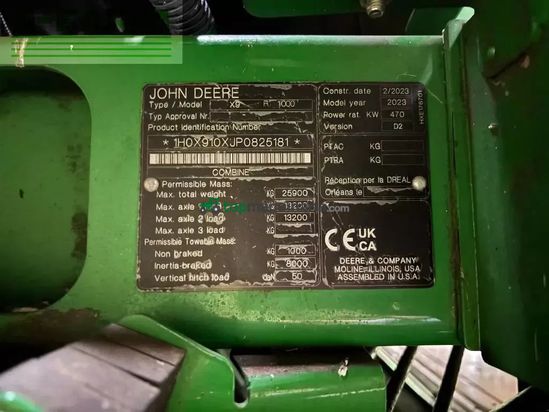 JOHN DEERE
Type / Model X9 R 1000
Typ Approval Nr.
Product Identification Number
* 1H0X910XJP0825181 *
COMBINE
Permissible Mass:
Max. total weight KG 25900
Max. axle load KG 13200
Max. axle 2 load KG 13200
Max. axle 3 load KG
Permissible Towable Mass:
Non braked KG 1000
Inertia-braked KG 8000
Vertical hitch load 50
Constr. date 2/2023
Model year 2023
Power rat. KW 470
Version D2
PTAC KG
PTRA KG
Réception par la DREAL
Orléans le
CE UK
CA
DEERE & COMPANY
MOLINE, ILLINOIS, USA
ASSEMBLED IN U.S.A.